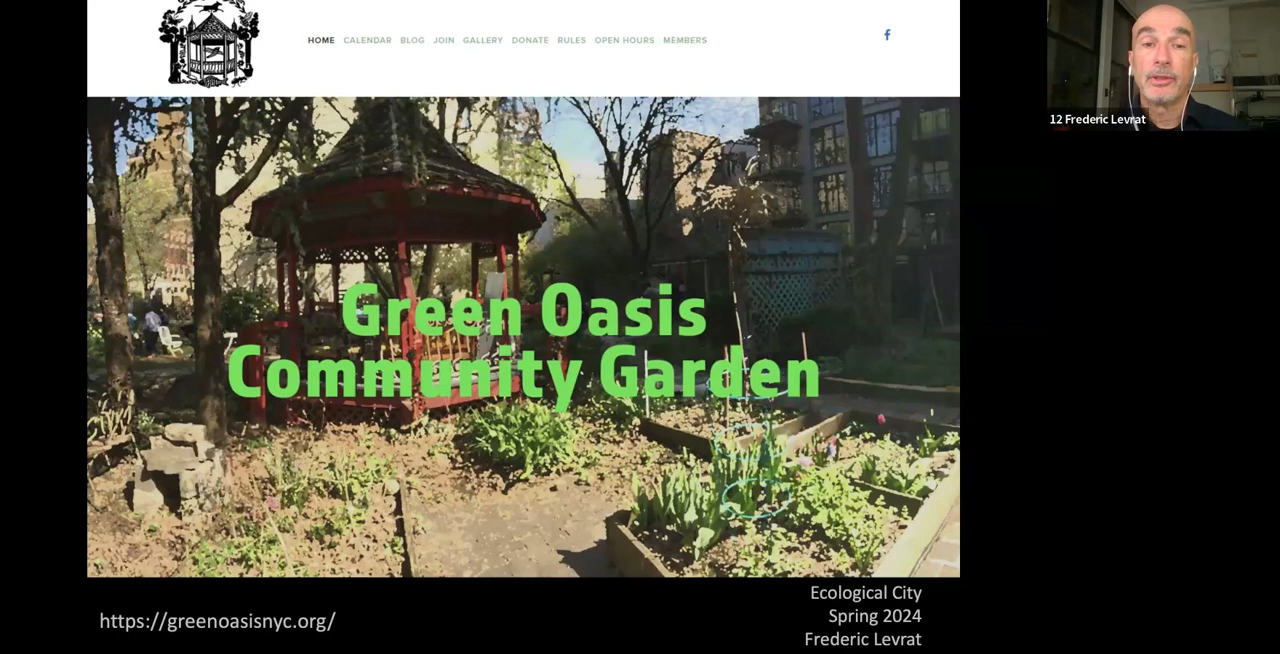 HOME CALENDAR BLOG JOIN GALLERY DONATE RULES OPEN HOURS MEMBERS
f
12 Frederic Levrat
Green Oasis
Community Garden
https://greenoasisnyc.org/
Ecological City
Spring 2024
Frederic Levrat